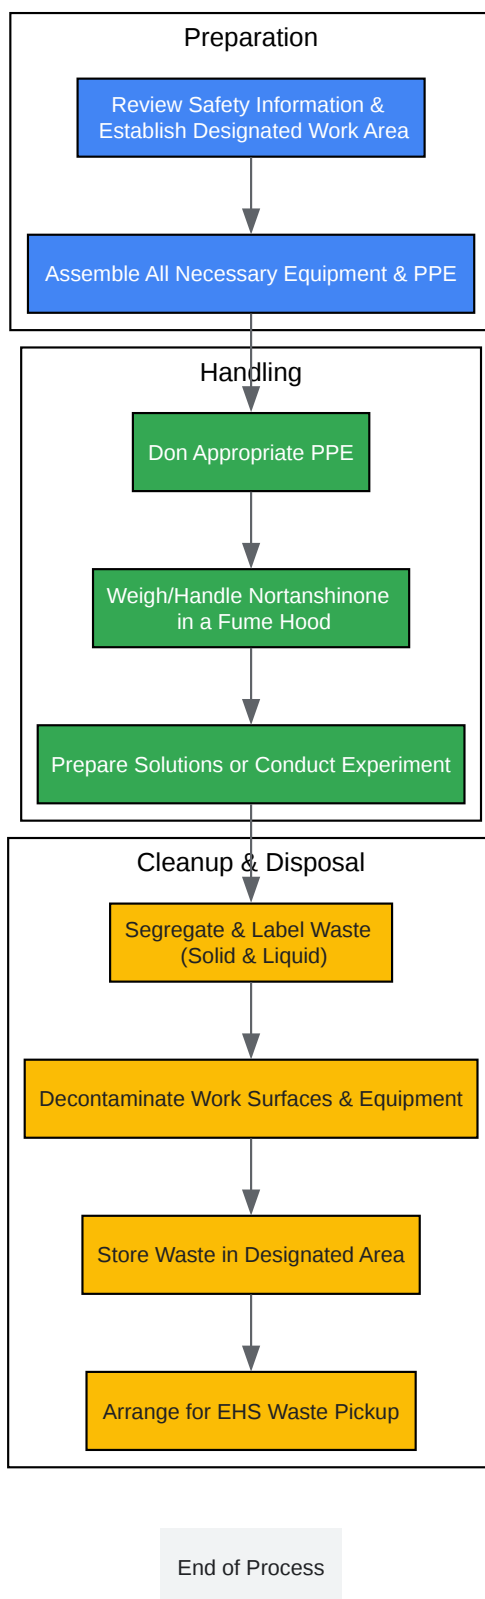 Preparation
Review Safety Information &
Establish Designated Work Area
Assemble All Necessary Equipment & PPE
Handling
Don Appropriate PPE
Weigh/Handle Nortanshinone
in a Fume Hood
Prepare Solutions or Conduct Experiment
Cleanup & Disposal
Segregate & Label Waste
(Solid & Liquid)
Decontaminate Work Surfaces & Equipment
Store Waste in Designated Area
Arrange for EHS Waste Pickup
End of Process